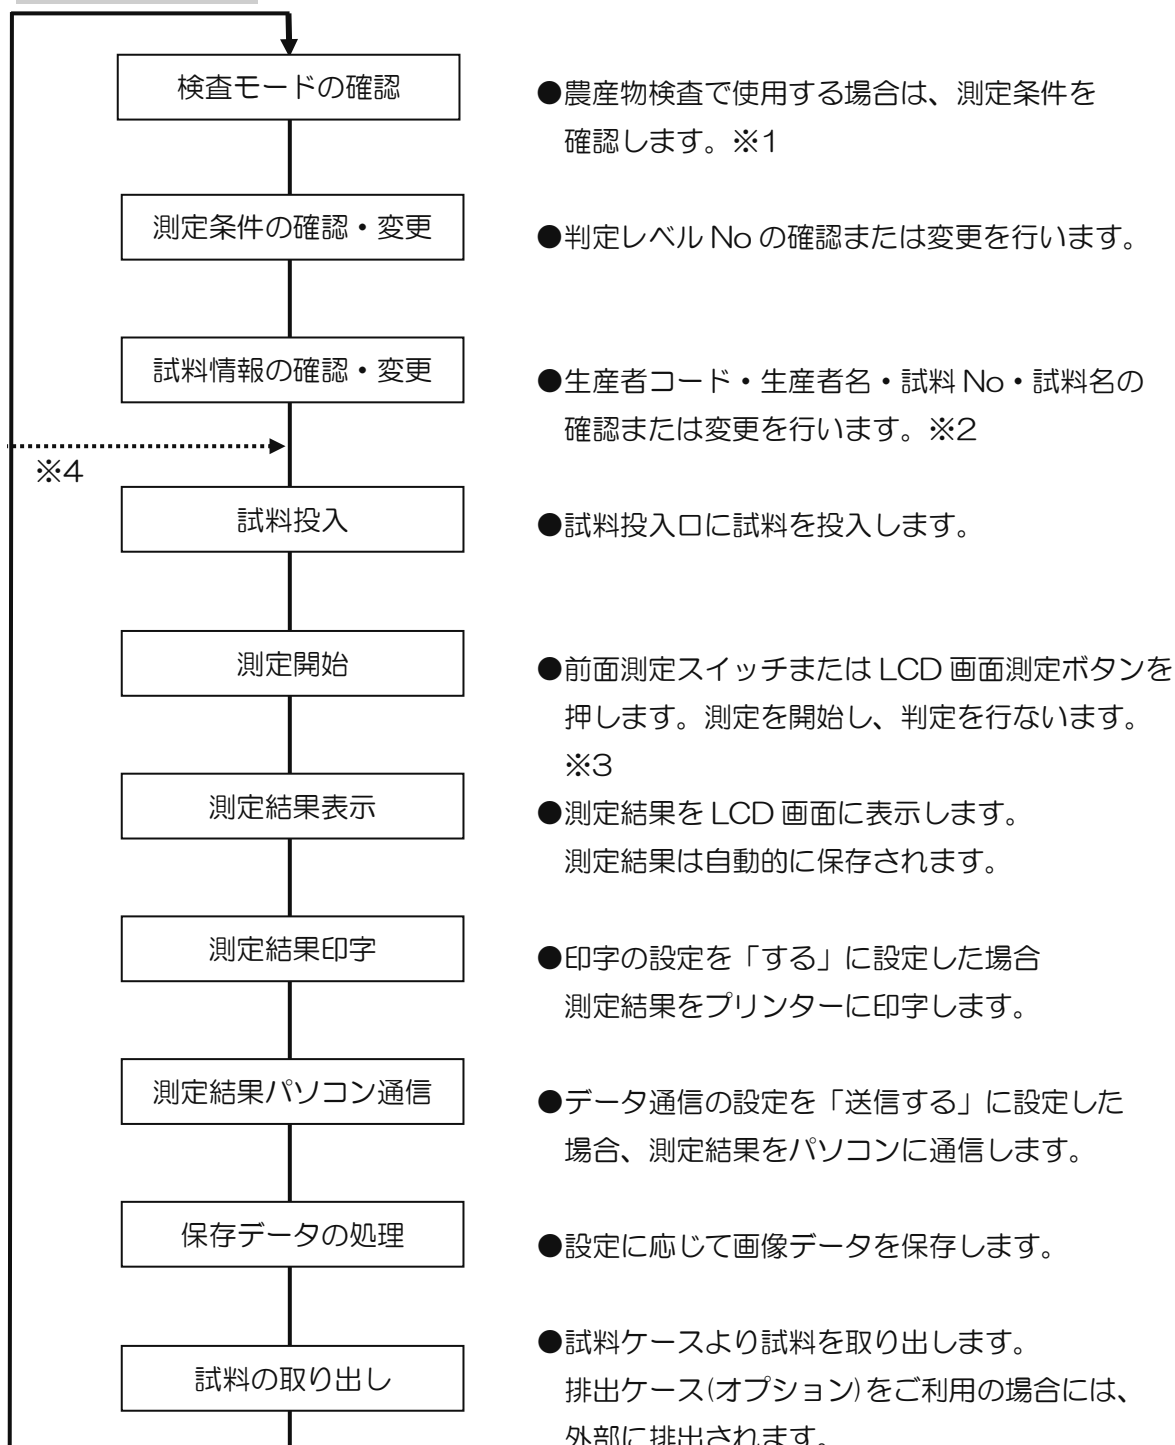 検査モードの確認
●農産物検査で使用する場合は、測定条件を
確認します。※1
測定条件の確認・変更
●判定レベル No の確認または変更を行います。
試料情報の確認・変更
●生産者コード・生産者名・試料 No・試料名の
確認または変更を行います。※2
※4
試料投入
●試料投入口に試料を投入します。
測定開始
●前面測定スイッチまたは LCD 画面測定ボタンを
押します。測定を開始し、判定を行ないます。
※3
測定結果表示
●測定結果を LCD 画面に表示します。
測定結果は自動的に保存されます。
測定結果印字
●印字の設定を「する」に設定した場合
測定結果をプリンターに印字します。
測定結果パソコン通信
●データ通信の設定を「送信する」に設定した
場合、測定結果をパソコンに通信します。
保存データの処理
●設定に応じて画像データを保存します。
試料の取り出し
●試料ケースより試料を取り出します。
排出ケース(オプション)をご利用の場合には、
外部に排出されます。